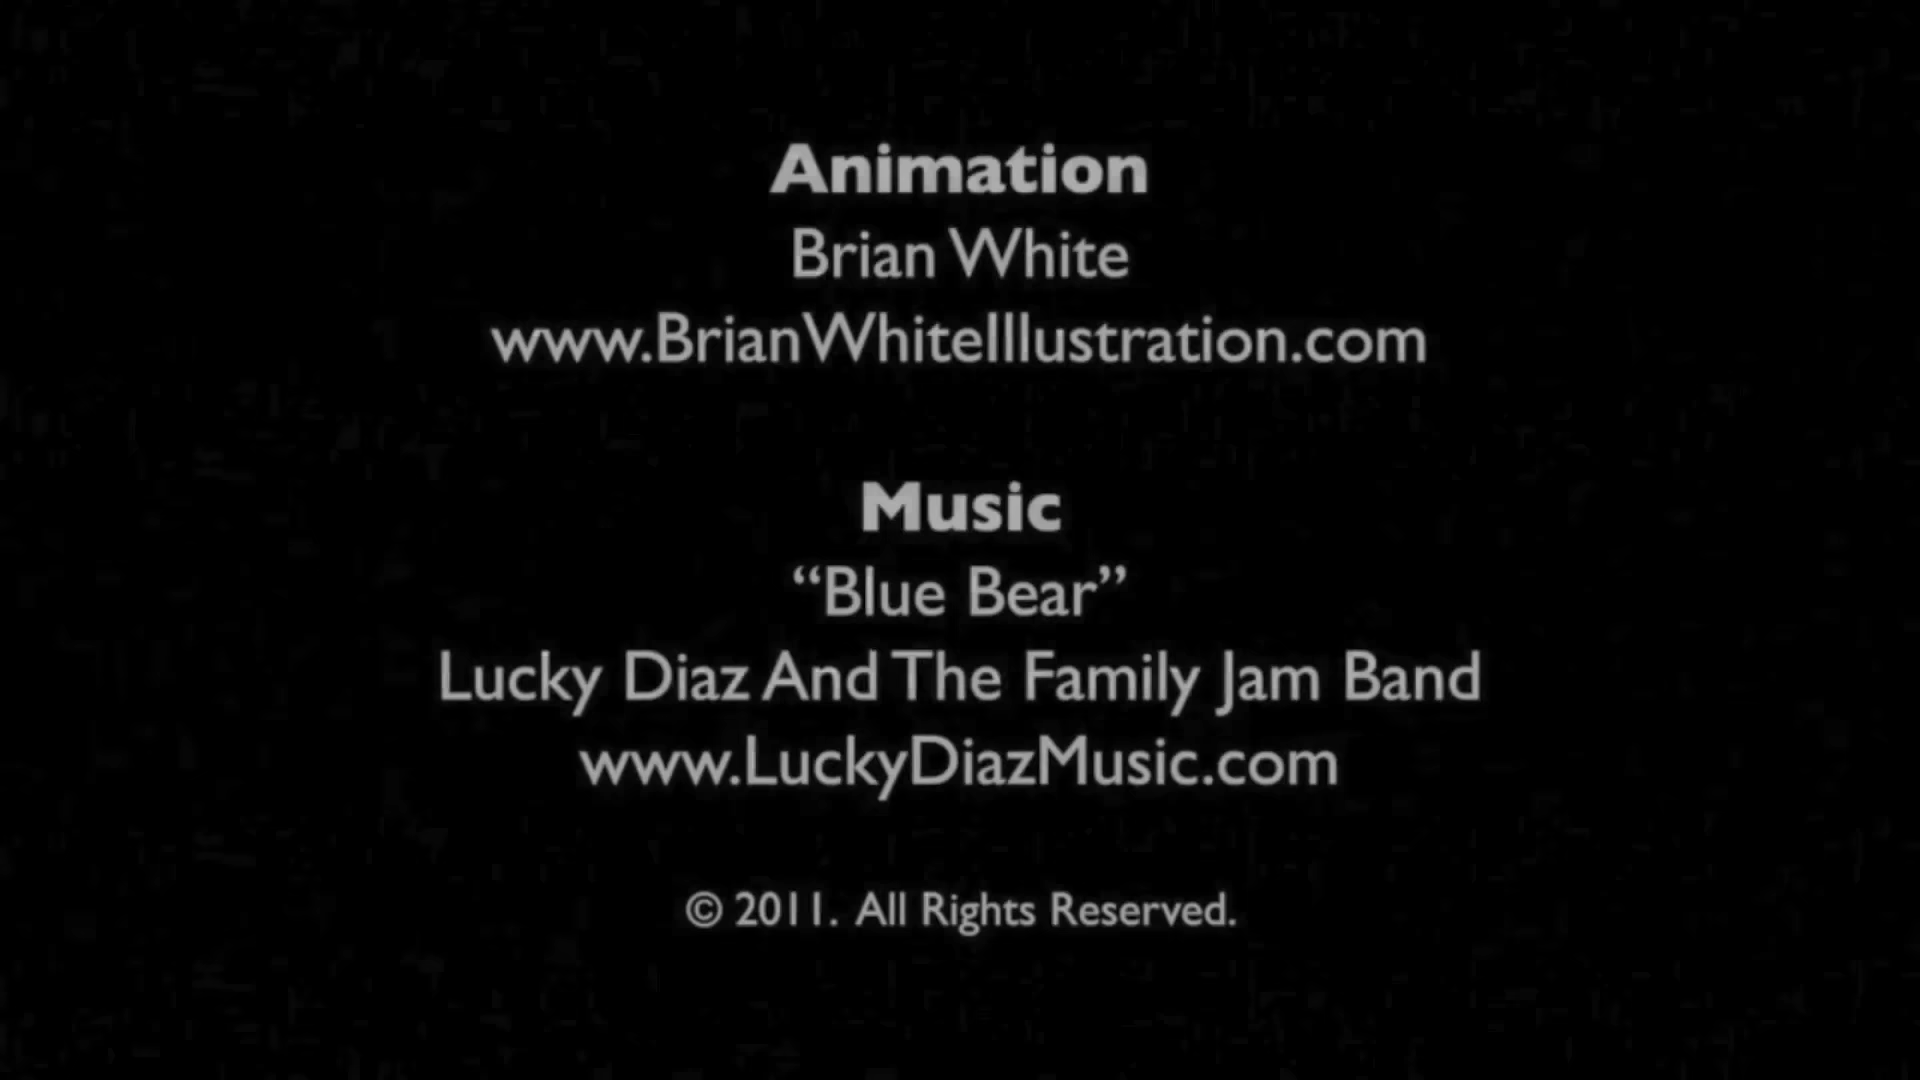 Animation
Brian White
www.BrianWhiteIllustration.com
Music
“Blue Bear”
Lucky Diaz And The Family Jam Band
www.LuckyDiazMusic.com
© 2011. All Rights Reserved.